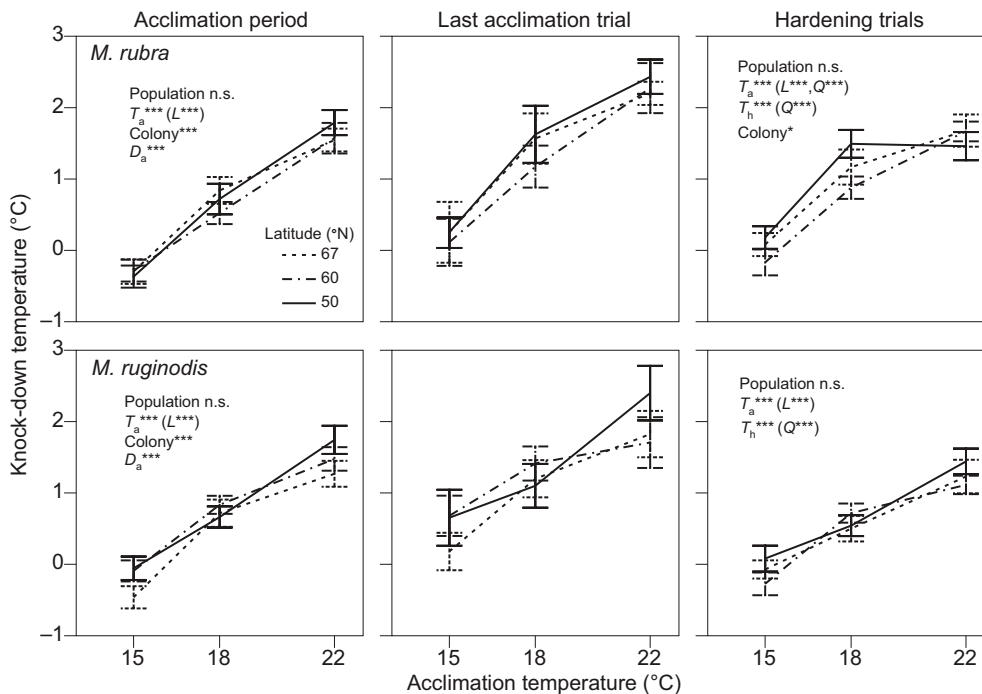 Acclimation period
Last acclimation trial
Hardening trials
Knock-down temperature (°C)
3
2
1
0
–1
M. rubra
Population n.s.
Ta*** (L***)
Colony***
Da***
Latitude (°N)
67
60
50
Population n.s.
Ta*** (L***,Q***)
Th*** (Q***)
Colony*
3
2
1
0
–1
M. ruginodis
Population n.s.
Ta*** (L***)
Colony***
Da***
Population n.s.
Ta*** (L***)
Th*** (Q***)
15 18 22
15 18 22
15 18 22
Acclimation temperature (°C)